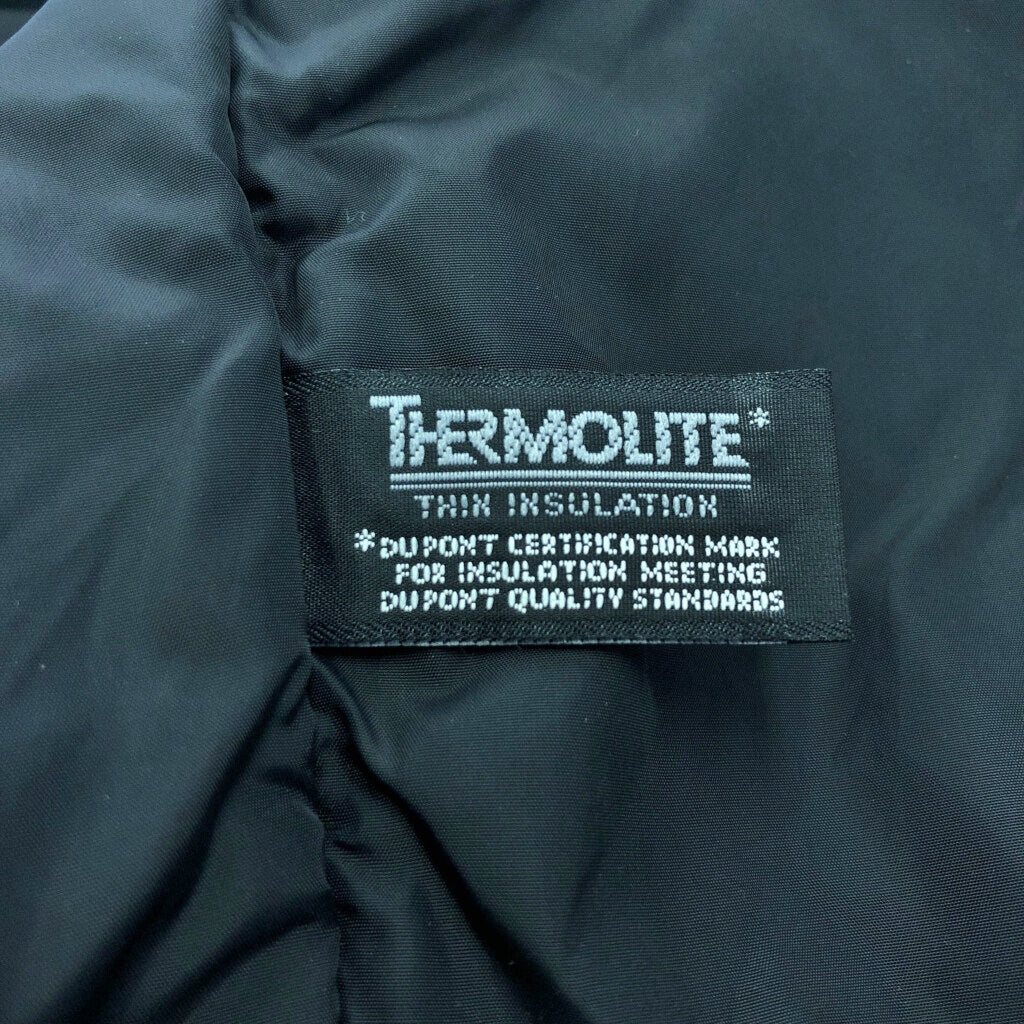 THERMOLITE*
THIN INSULATION
*DUPONT CERTIFICATION MARK
FOR INSULATION MEETING
DUPONT QUALITY STANDARDS